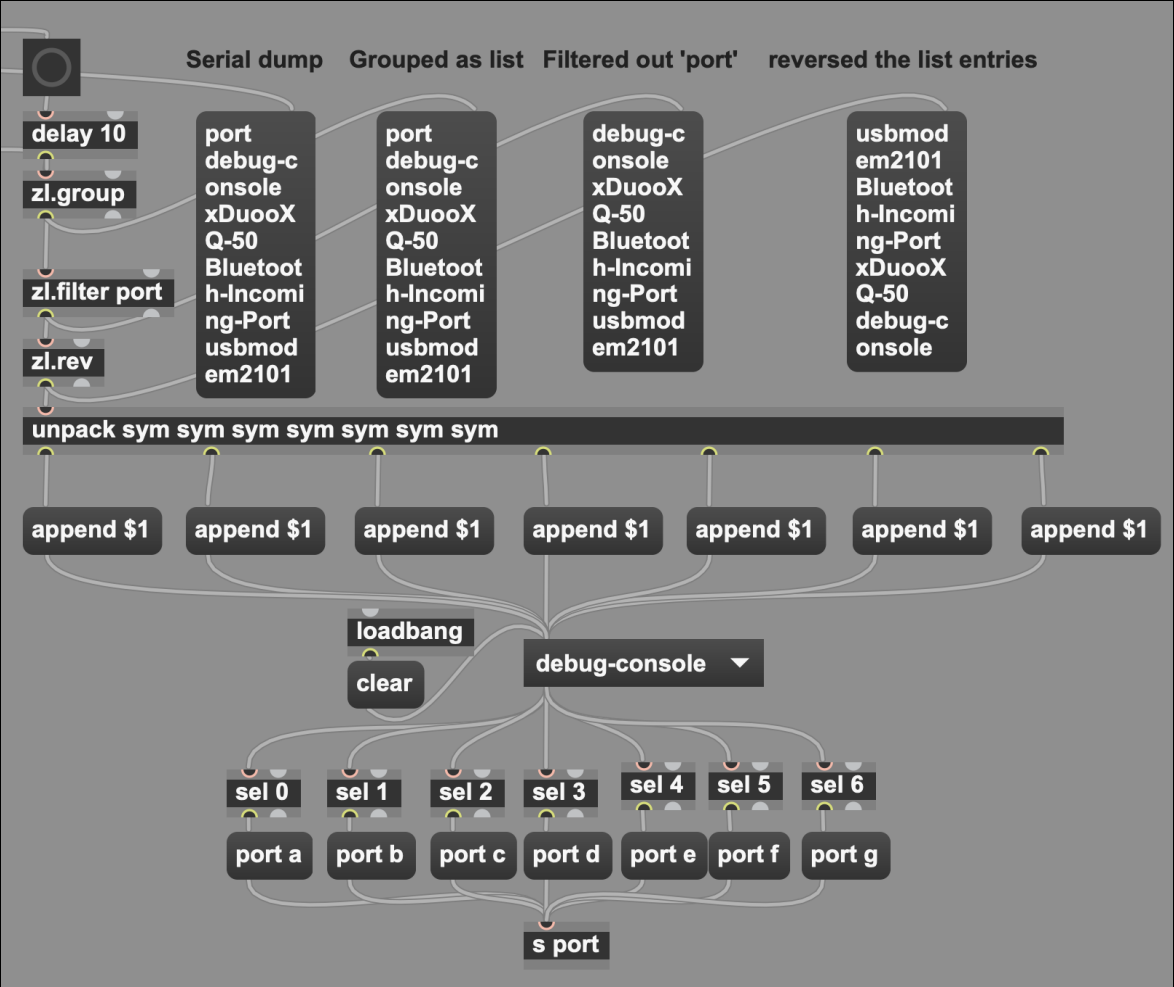 Serial dump Grouped as list Filtered out 'port' reversed the list entries
delay 10
zl.group
zl.filter port
zl.rev
port
debug-c
onsole
xDuooX
Q-50
Bluetoot
h-Incomi
ng-Port
usbmod
em2101
port
debug-c
onsole
xDuooX
Q-50
Bluetoot
h-Incomi
ng-Port
usbmod
em2101
debug-c
onsole
xDuooX
Q-50
Bluetoot
h-Incomi
ng-Port
usbmod
em2101
usbmod
em2101
Bluetoot
h-Incomi
ng-Port
xDuooX
Q-50
debug-c
onsole
unpack sym sym sym sym sym sym sym
append $1 append $1 append $1 append $1 append $1 append $1 append $1
loadbang
clear
debug-console
sel 0 sel 1 sel 2 sel 3 sel 4 sel 5 sel 6
port a port b port c port d port e port f port g
s port